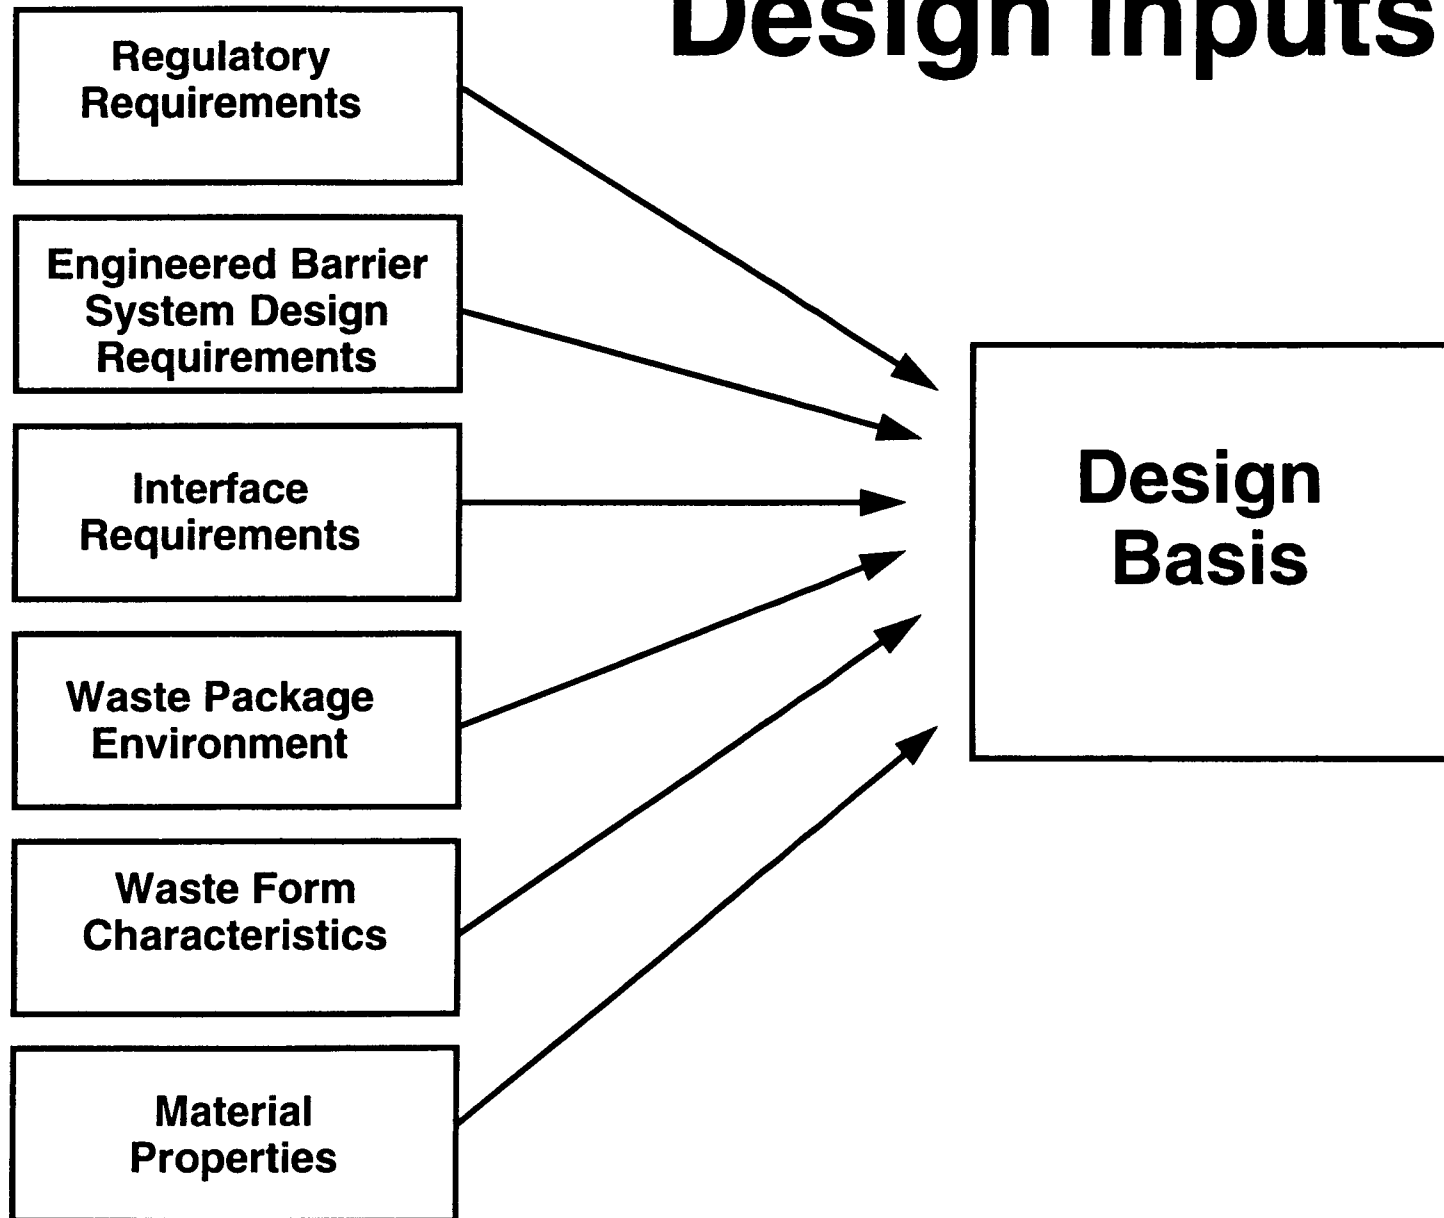 Design Inputs
Regulatory
Requirements
Engineered Barrier
System Design
Requirements
Interface
Requirements
Waste Package
Environment
Waste Form
Characteristics
Material
Properties
Design
Basis